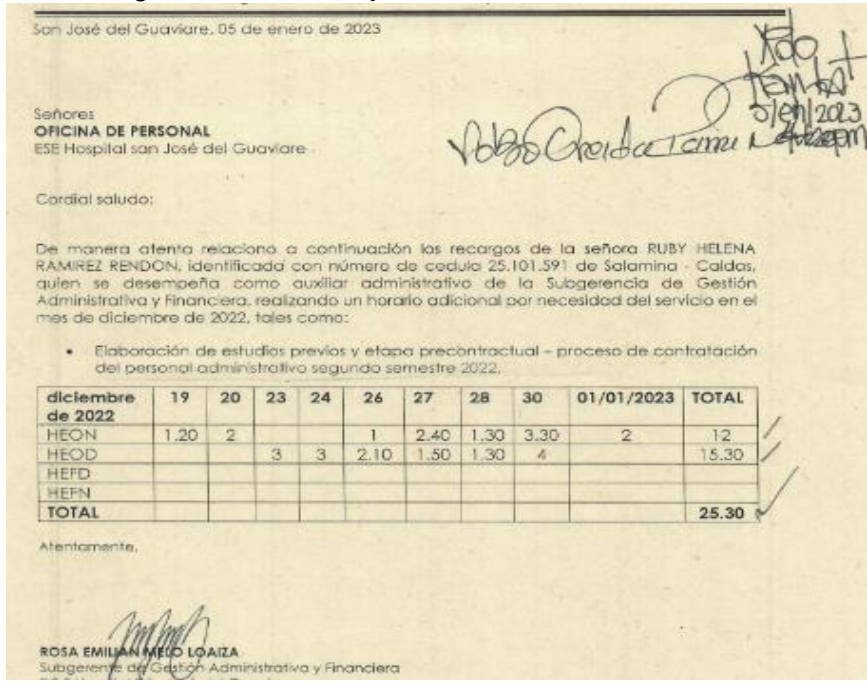 San José del Guaviare, 05 de enero de 2023
5/en/2023
Señores
OFICINA DE PERSONAL
ESE Hospital san José del Guaviare
Cordial saludo:
De manera atenta relaciono a continuación los recargos de la señora RUBY HELENA
RAMIREZ RENDON, identificada con número de cedula 25.101.591 de Salamina - Caldas,
quien se desempeña como auxiliar administrativo de la Subgerencia de Gestión
Administrativa y Financiera, realizando un horario adicional por necesidad del servicio en el
mes de diciembre de 2022, tales como:
• Elaboración de estudios previos y etapa precontractual – proceso de contratación
del personal administrativo segundo semestre 2022.
diciembre de 2022 19 20 23 24 26 27 28 30 01/01/2023 TOTAL
HEON 1.20 2 1 2.40 1.30 3.30 2 12
HEOD 3 3 2.10 1.50 1.30 4 15.30
HEFD
HEFN
TOTAL 25.30
Atentamente,
ROSA EMILIAN MELO LOAIZA
Subgerente de Gestión Administrativa y Financiera